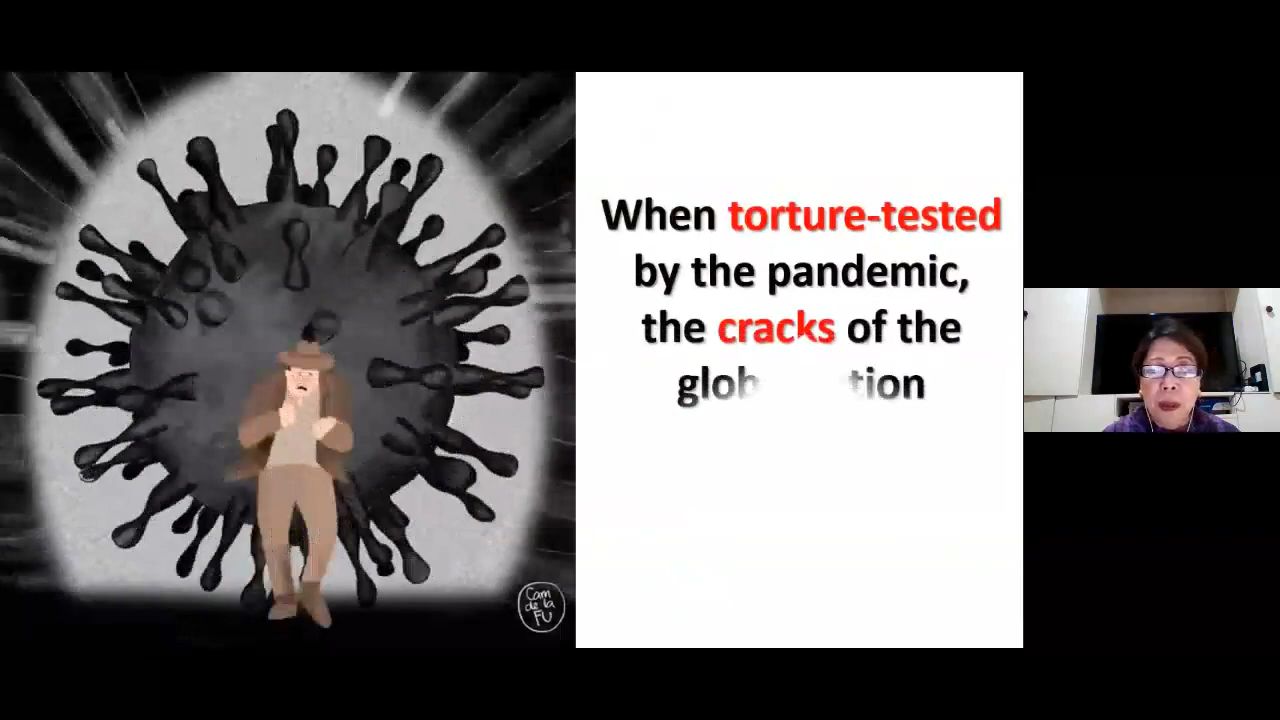 When torture-tested
by the pandemic,
the cracks of the
Cam
de la
FU